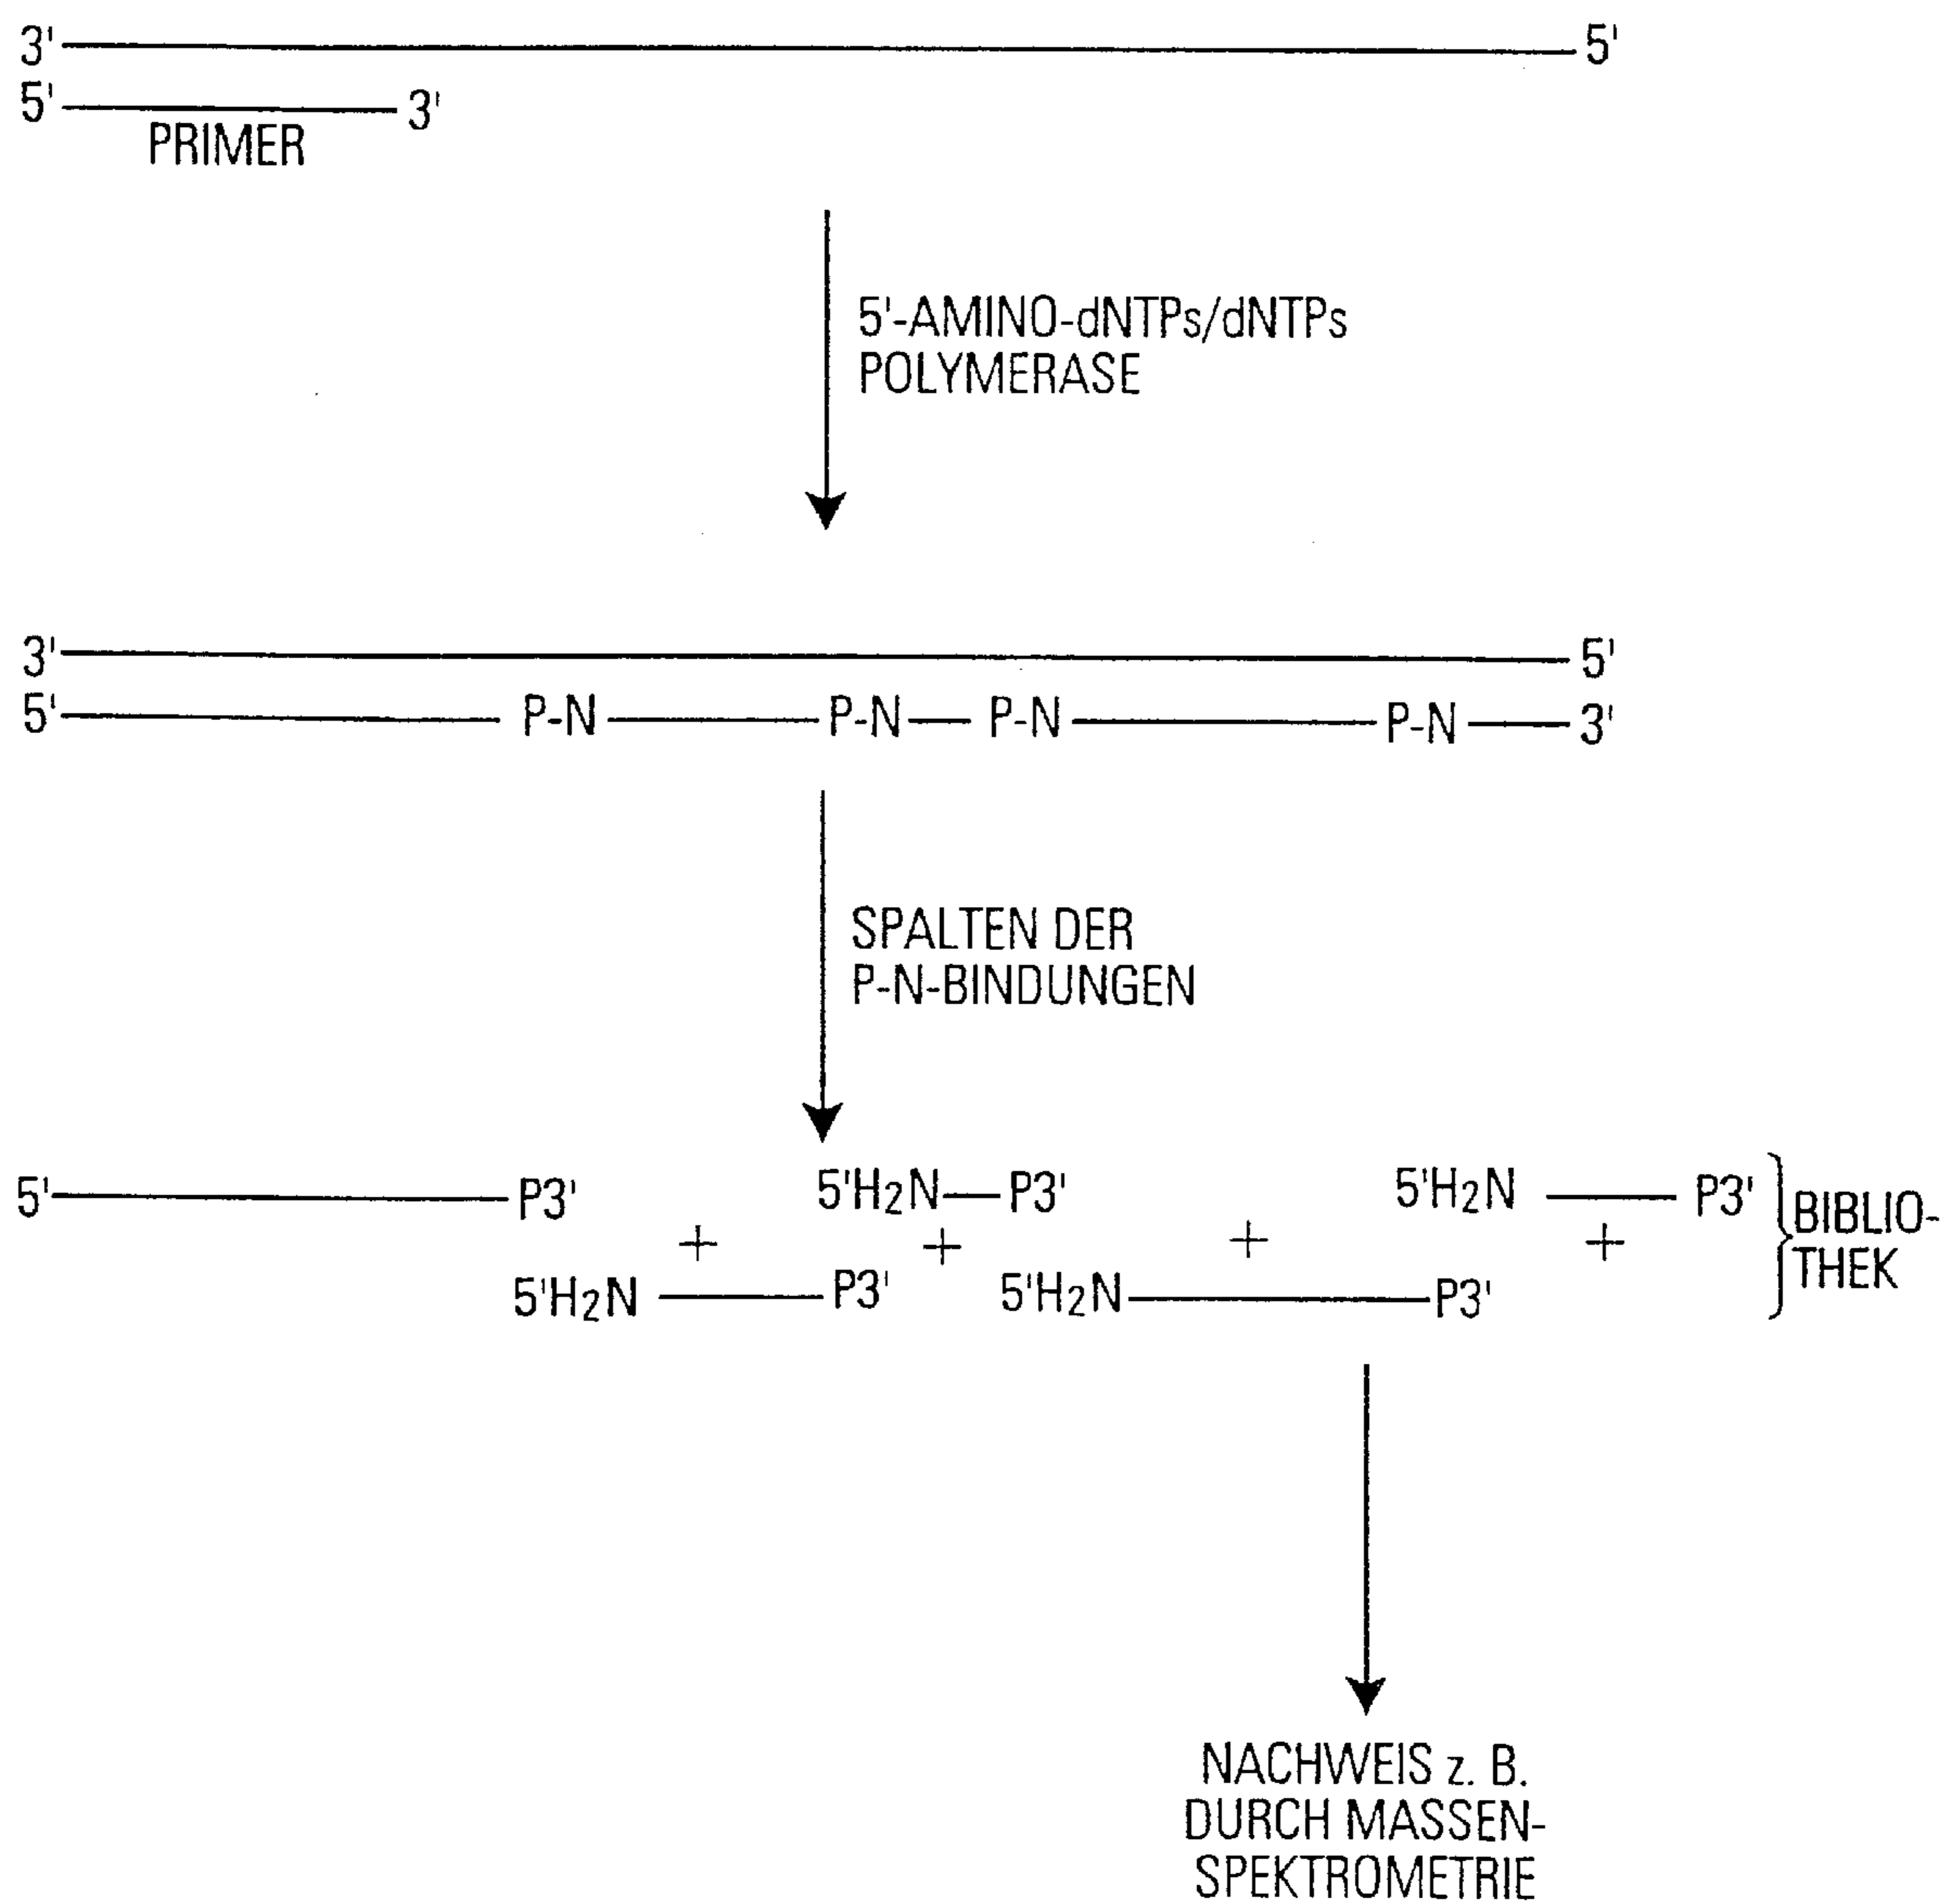 3' 5'
5' 3'
PRIMER
5'-AMINO-dNTPs/dNTPs
POLYMERASE
3' 5'
5' P-N P-N P-N P-N 3'
SPALTEN DER
P-N-BINDUNGEN
5' P3' 5'H2N P3' 5'H2N P3'
+ + + +
5'H2N P3' 5'H2N P3'
BIBLIO-
THEK
NACHWEIS z. B.
DURCH MASSEN-
SPEKTROMETRIE